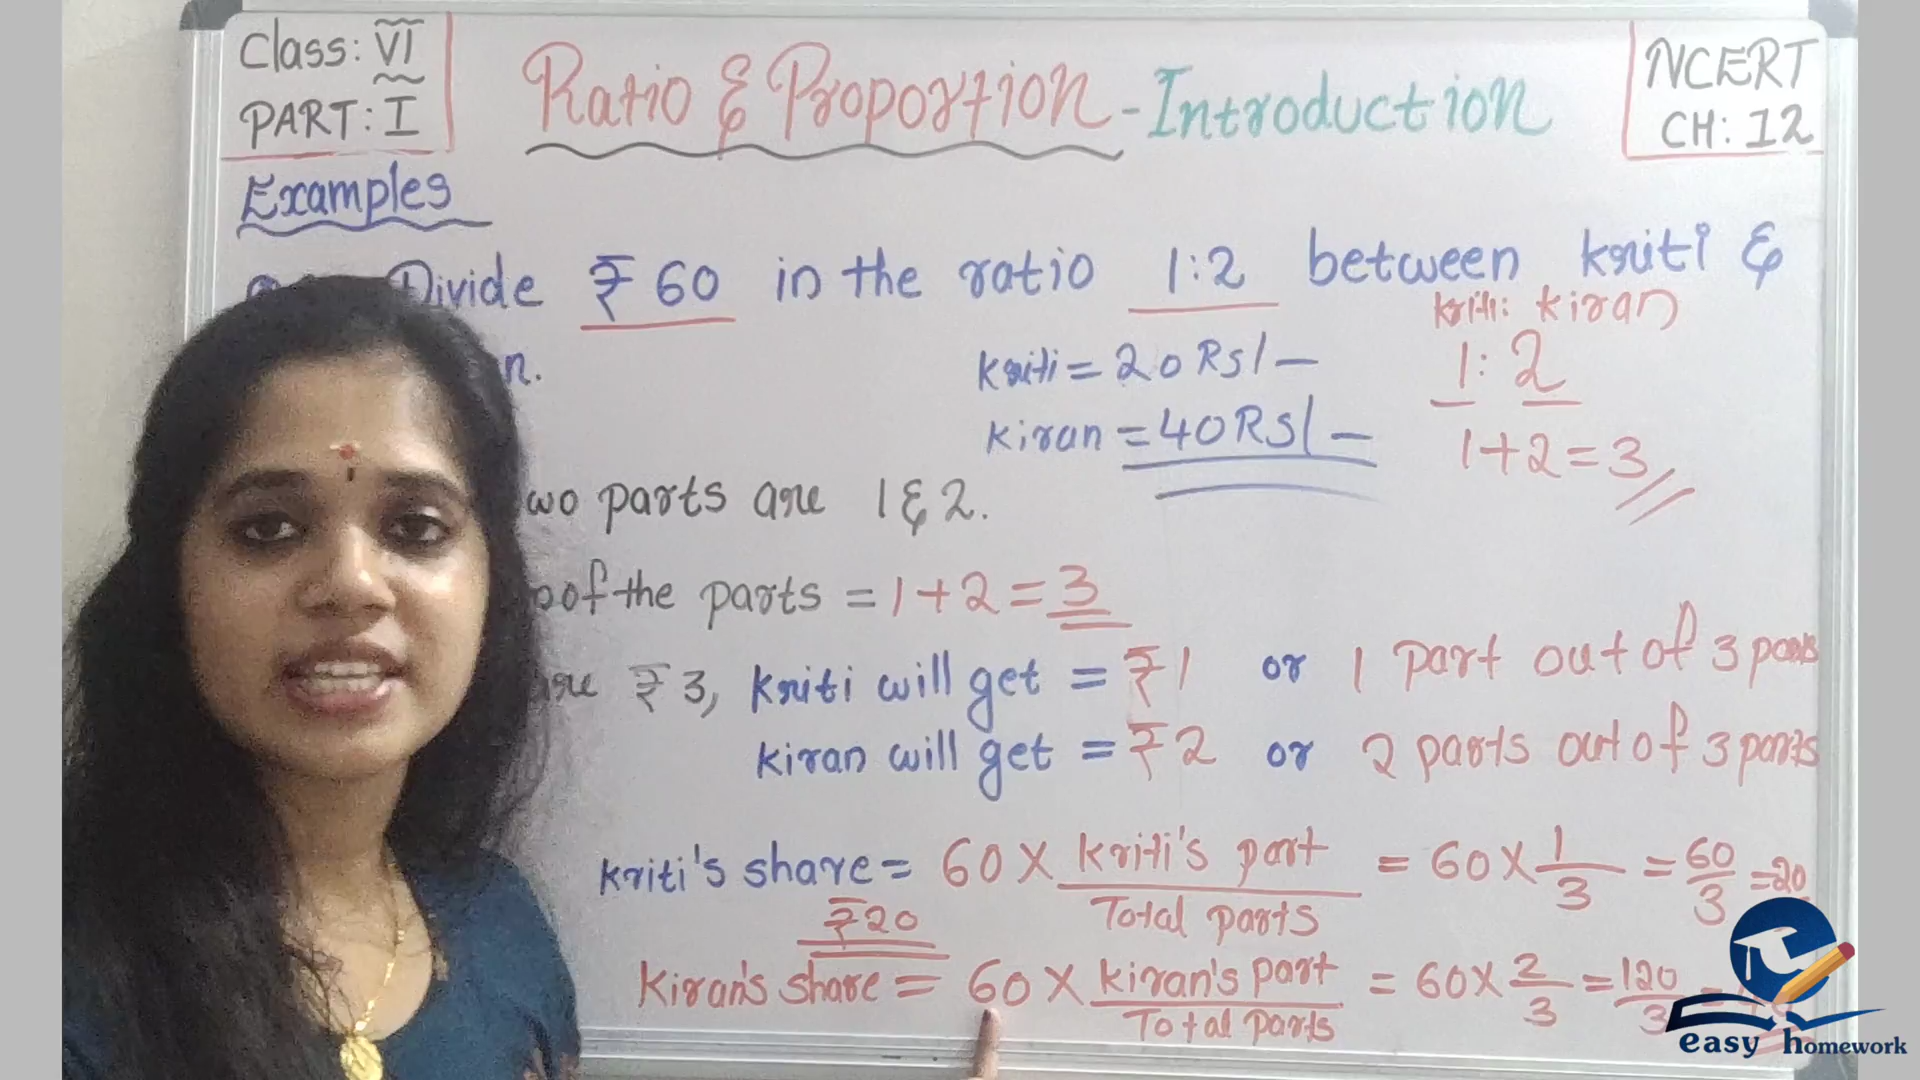 Class: VI
PART: I
Ratio & Proportion - Introduction
NCERT
CH: 12
Examples
Divide ₹ 60 in the ratio 1:2 between kriti &
kriti: kiran
n.
kriti = 20 Rs/-
1:2
kiran = 40 Rs/-
1+2=3
wo parts are 1 & 2.
of the parts = 1+2=3
are ₹ 3, kriti will get = ₹1 or 1 part out of 3 parts
kiran will get = ₹2 or 2 parts out of 3 parts
kriti's share = 60 X kriti's part / Total parts = 60 X 1/3 = 60/3 = 20
₹20
Kiran's share = 60 X kiran's part / Total parts = 60 X 2/3 = 120/3 =
easy homework